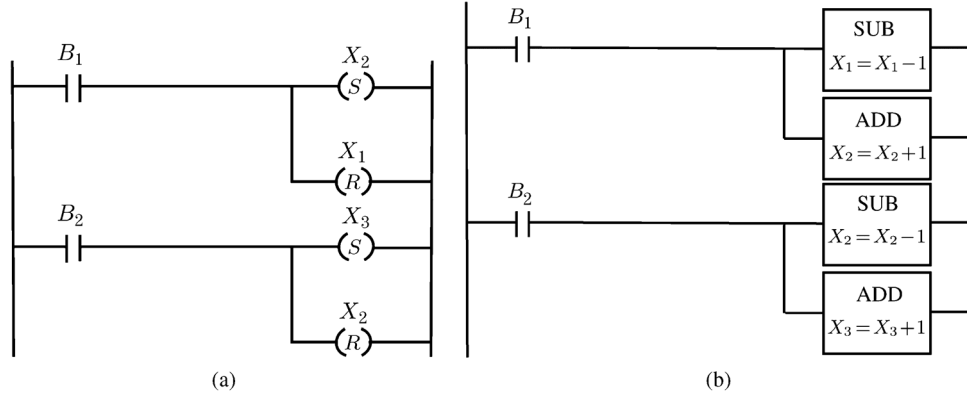 B₁
X₂
S
X₁
R
B₂
X₃
S
X₂
R
(a)
B₁
SUB
X₁=X₁−1
ADD
X₂=X₂+1
B₂
SUB
X₂=X₂−1
ADD
X₃=X₃+1
(b)